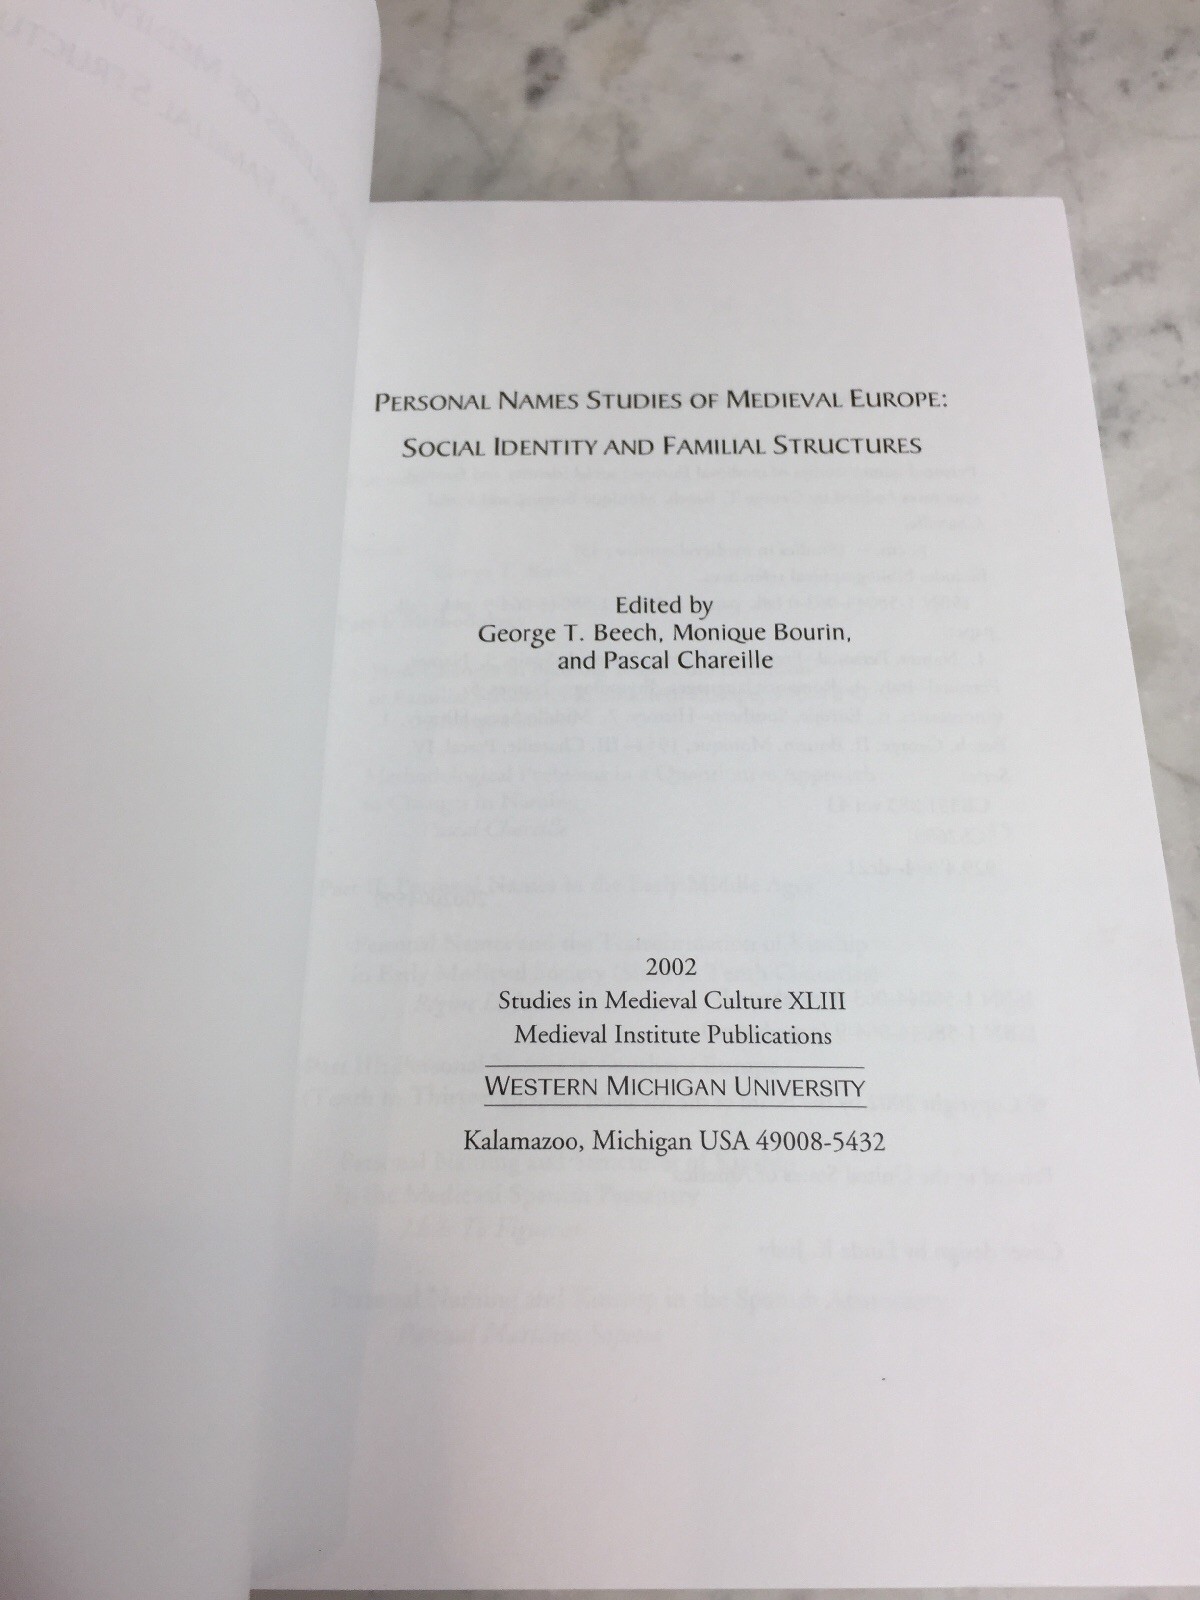 PERSONAL NAMES STUDIES OF MEDIEVAL EUROPE:
SOCIAL IDENTITY AND FAMILIAL STRUCTURES
Edited by
George T. Beech, Monique Bourin,
and Pascal Chareille
2002
Studies in Medieval Culture XLIII
Medieval Institute Publications
WESTERN MICHIGAN UNIVERSITY
Kalamazoo, Michigan USA 49008-5432